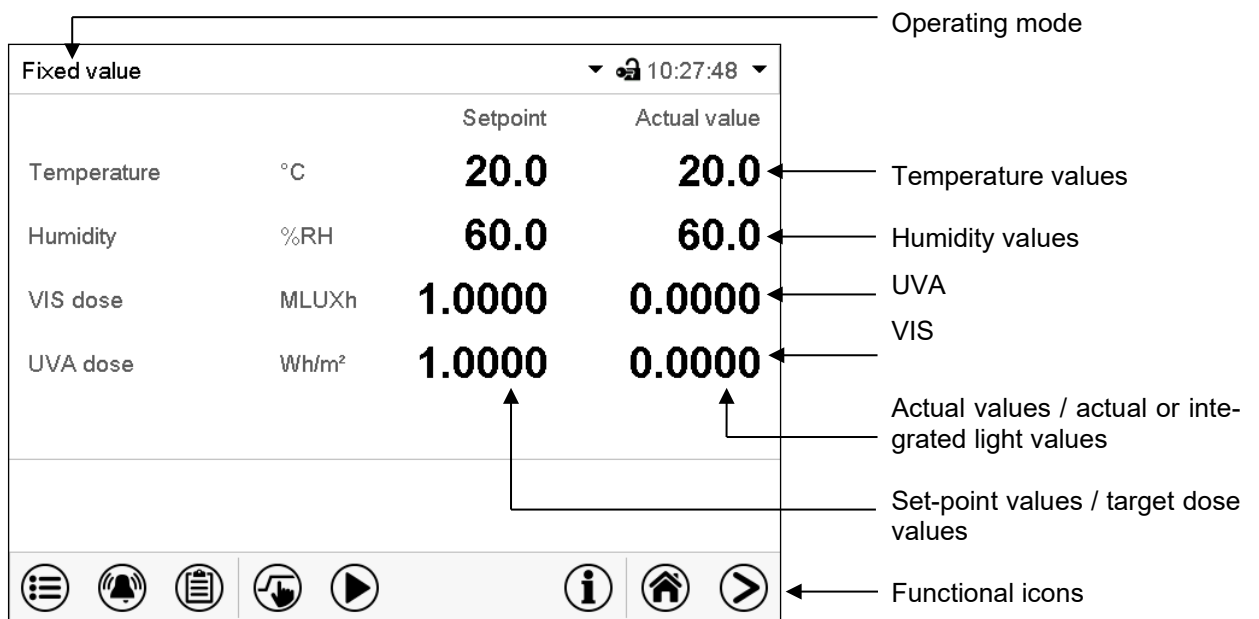 Operating mode
Fixed value 10:27:48
Setpoint Actual value
Temperature °C 20.0 20.0 Temperature values
Humidity %RH 60.0 60.0 Humidity values
VIS dose MLUXh 1.0000 0.0000 UVA
VIS
UVA dose Wh/m² 1.0000 0.0000
Actual values / actual or inte-
grated light values
Set-point values / target dose
values
Functional icons